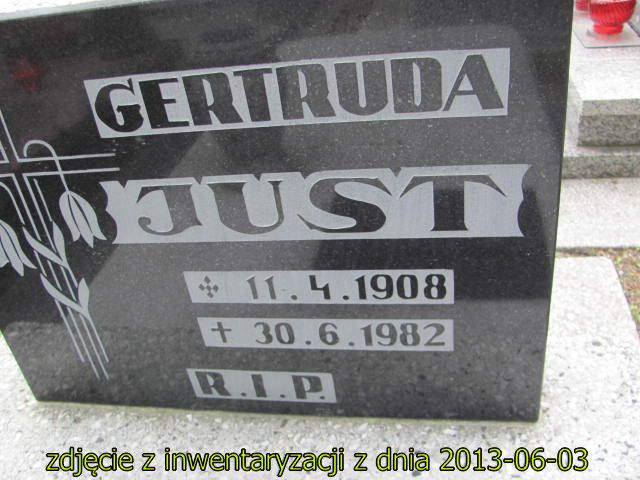 GERTRUDA
JUST
11.4.1908
✝ 30.6.1982
R.I.P.
zdjęcie z inwentaryzacji z dnia 2013-06-03